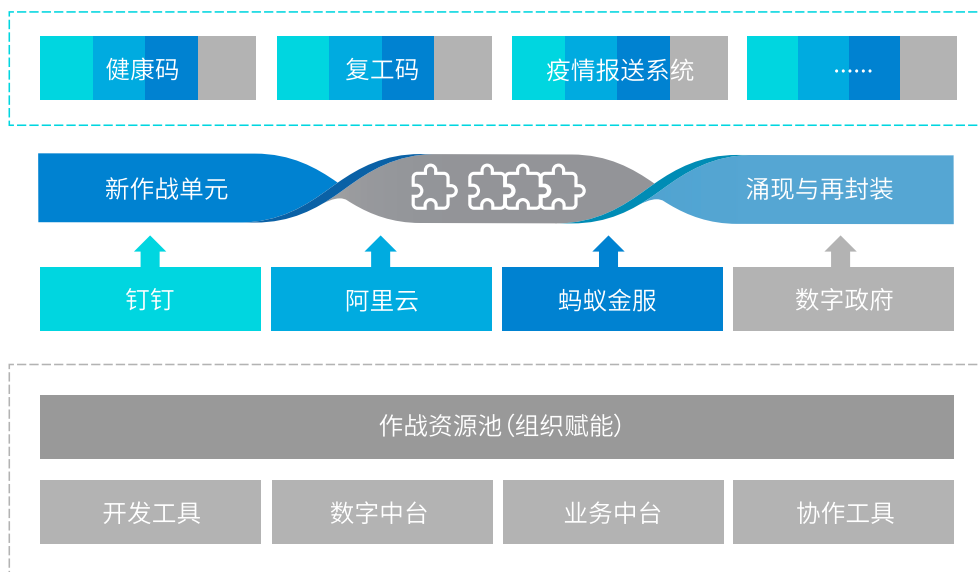 健康码
复工码
疫情报送系统
……
新作战单元
涌现与再封装
钉钉
阿里云
蚂蚁金服
数字政府
作战资源池(组织赋能)
开发工具
数字中台
业务中台
协作工具